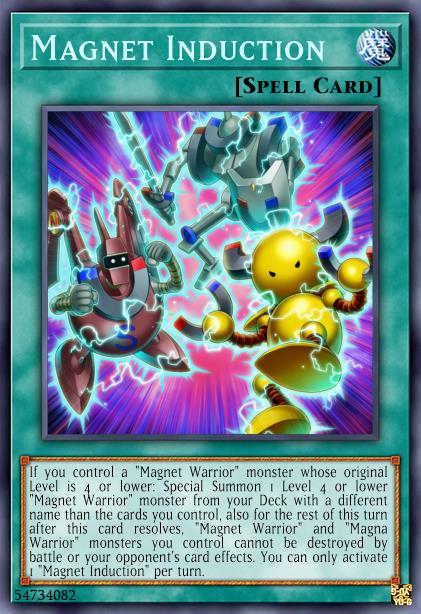 Magnet Induction
[Spell Card]
S
If you control a "Magnet Warrior" monster whose original
Level is 4 or lower: Special Summon 1 Level 4 or lower
"Magnet Warrior" monster from your Deck with a different
name than the cards you control, also for the rest of this turn
after this card resolves, "Magnet Warrior" and "Magna
Warrior" monsters you control cannot be destroyed by
battle or your opponent's card effects. You can only activate
1 "Magnet Induction" per turn.
54734082